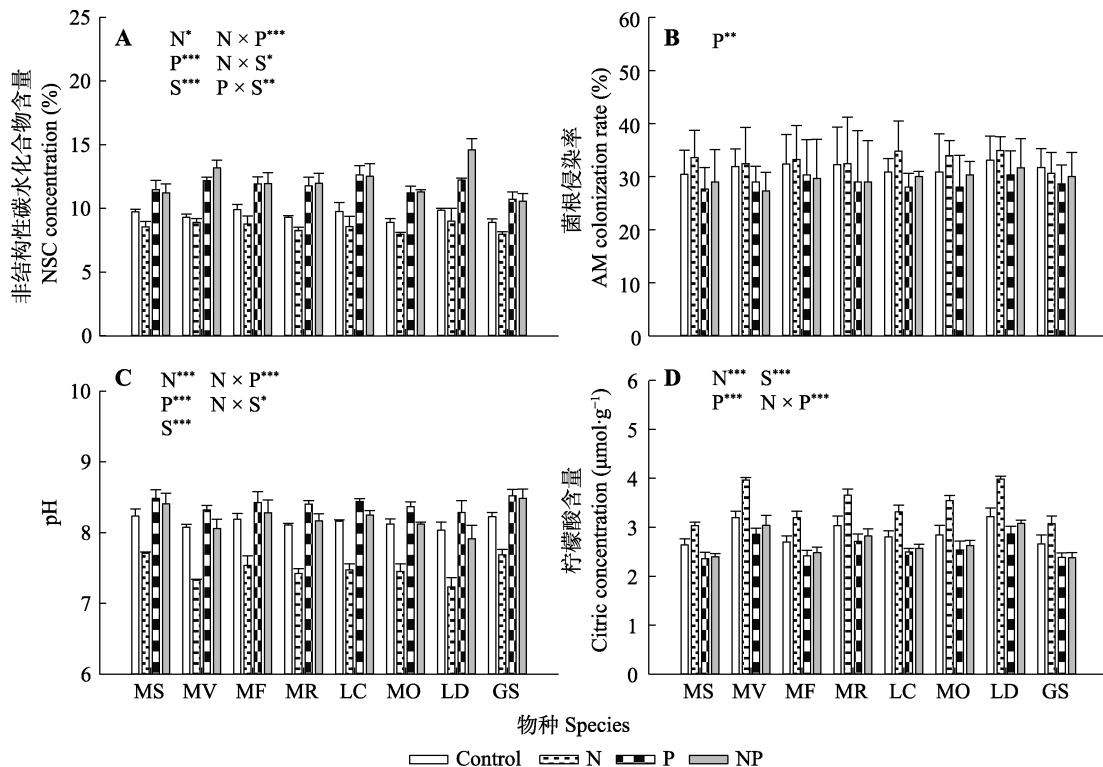 A
N* N × P***
P*** N × S*
S*** P × S**
非结构性碳水化合物含量
NSC concentration (%)
25
20
15
10
5
0
B
P**
菌根侵染率
AM colonization rate (%)
60
50
40
30
20
10
0
C
N*** N × P***
P*** N × S*
S***
pH
10
9
8
7
6
MS MV MF MR LC MO LD GS
D
N*** S***
P*** N × P***
柠檬酸含量
Citric concentration (μmol·g⁻¹)
6
5
4
3
2
1
0
MS MV MF MR LC MO LD GS
物种 Species
Control N P NP